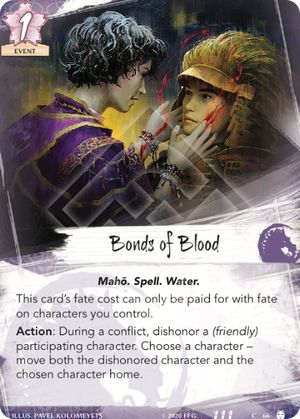 1
EVENT
Bonds of Blood
Mahō. Spell. Water.
This card's fate cost can only be paid for with fate
on characters you control.
Action: During a conflict, dishonor a (friendly)
participating character. Choose a character –
move both the dishonored character and the
chosen character home.
ILLUS. PAVEL KOLOMEYETS
© 2020 FFG
111
C 66